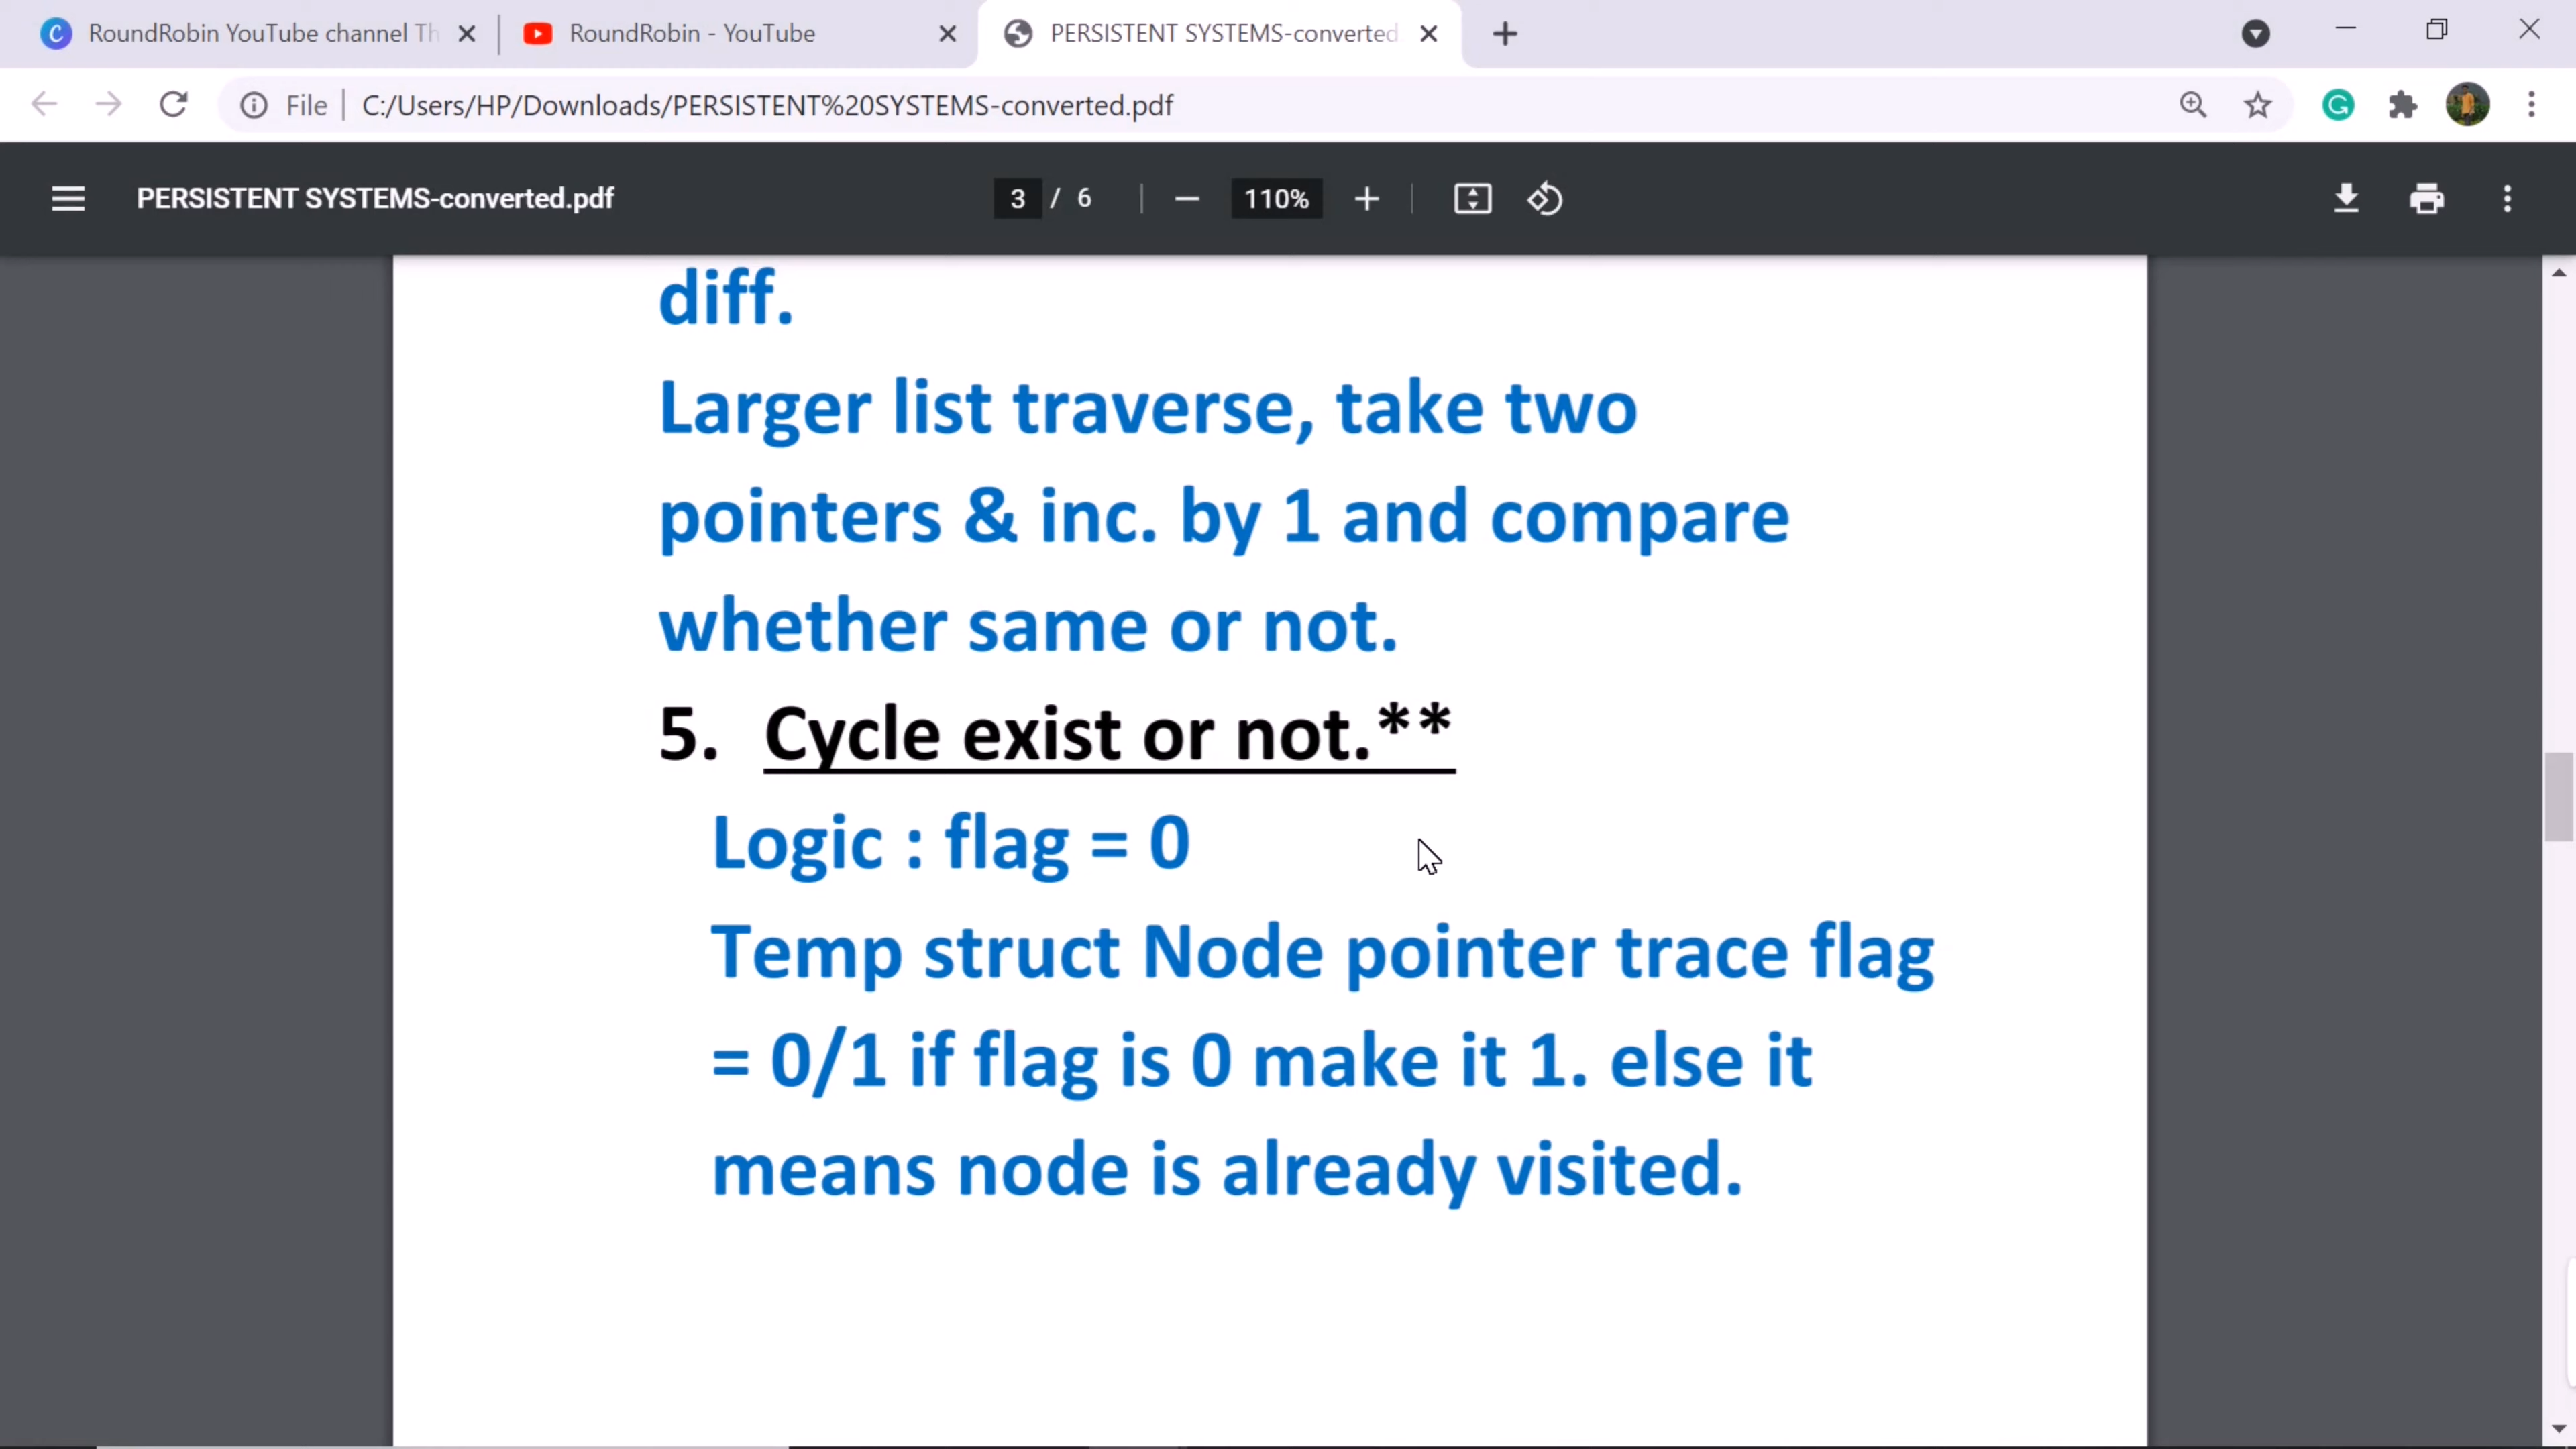 RoundRobin YouTube channel Th
RoundRobin - YouTube
PERSISTENT SYSTEMS-converted
File
C:/Users/HP/Downloads/PERSISTENT%20SYSTEMS-converted.pdf
PERSISTENT SYSTEMS-converted.pdf
3 / 6
110%
diff.
Larger list traverse, take two
pointers & inc. by 1 and compare
whether same or not.
5. Cycle exist or not.**
Logic : flag = 0
Temp struct Node pointer trace flag
= 0/1 if flag is 0 make it 1. else it
means node is already visited.